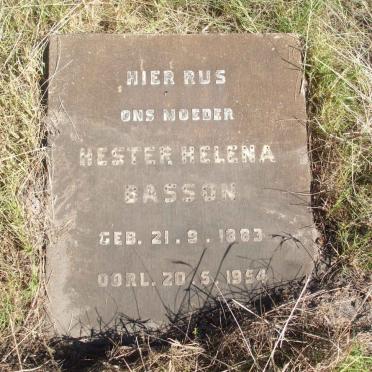 HIER RUS
ONS MOEDER
HESTER HELENA
BASSON
GEB. 21. 9. 1883
OORL. 20. 5. 1954